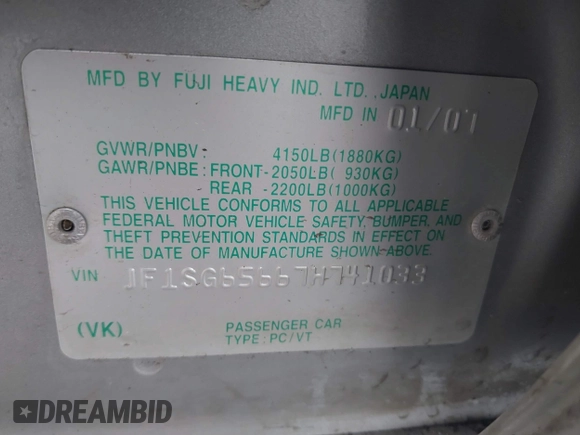 MFD BY FUJI HEAVY IND. LTD. JAPAN
MFD IN 01/07
GVWR/PNBV: 4150LB(1880KG)
GAWR/PNBE: FRONT-2050LB( 930KG)
REAR -2200LB(1000KG)
THIS VEHICLE CONFORMS TO ALL APPLICABLE
FEDERAL MOTOR VEHICLE SAFETY, BUMPER, AND
THEFT PREVENTION STANDARDS IN EFFECT ON
THE DATE OF MANUFACTURE SHOWN ABOVE.
VIN JF1SG65667H741033
(VK) PASSENGER CAR
TYPE: PC/VT
DREAMBID